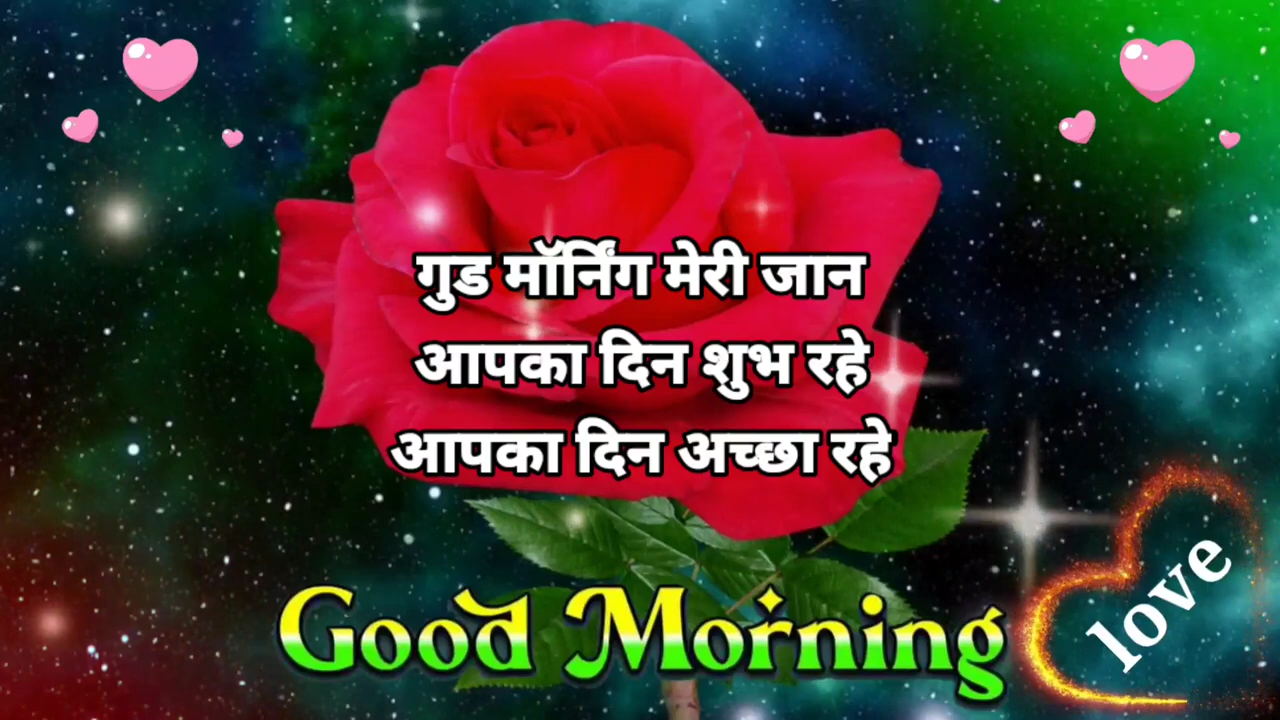 गुड मॉर्निंग मेरी जान
आपका दिन शुभ रहे
आपका दिन अच्छा रहे
Good Morning
love